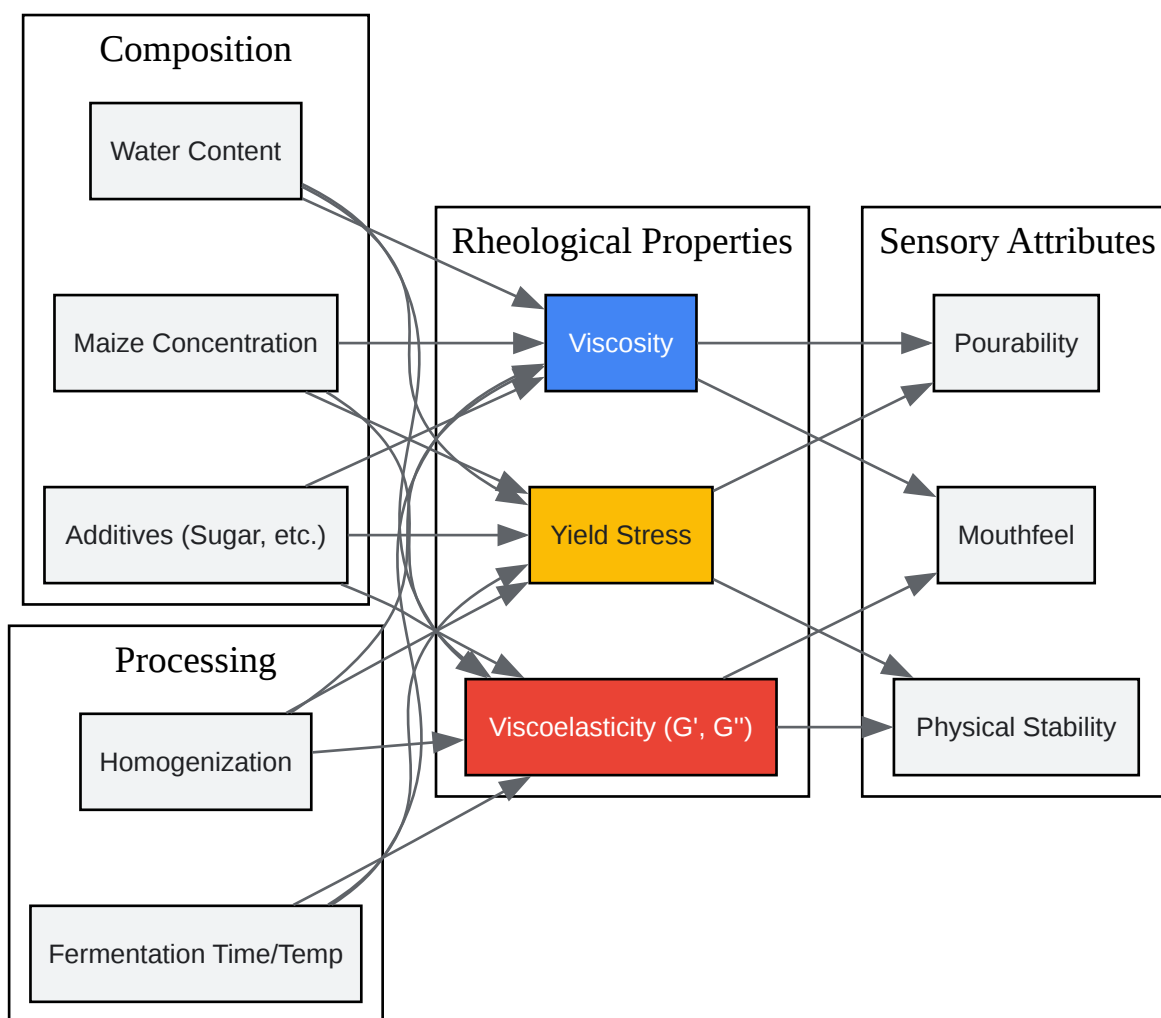 Composition
Water Content
Maize Concentration
Additives (Sugar, etc.)
Processing
Homogenization
Fermentation Time/Temp
Rheological Properties
Viscosity
Yield Stress
Viscoelasticity (G', G'')
Sensory Attributes
Pourability
Mouthfeel
Physical Stability